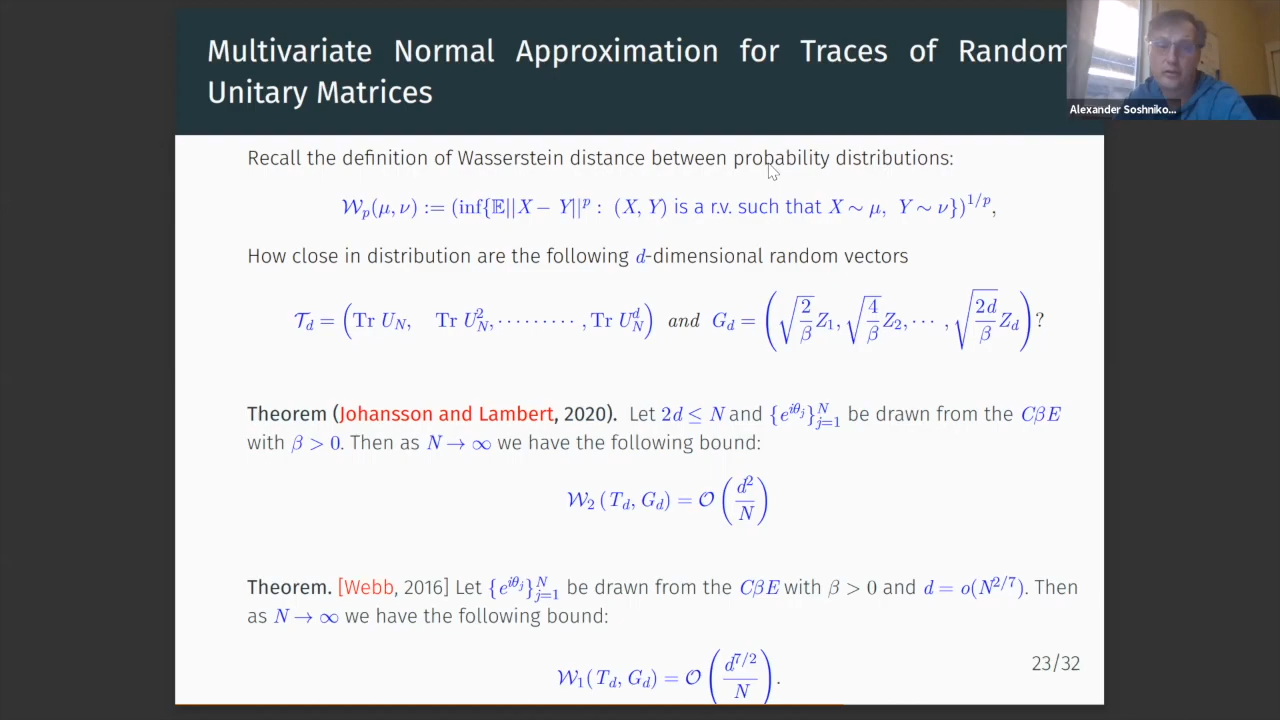 Multivariate Normal Approximation for Traces of Random
Unitary Matrices
Alexander Soshniko...
Recall the definition of Wasserstein distance between probability distributions:
𝒲_p(μ, ν) := (inf{𝔼||X − Y||^p : (X, Y) is a r.v. such that X ∼ μ, Y ∼ ν})^{1/p},
How close in distribution are the following d-dimensional random vectors
𝒯_d = (Tr U_N, Tr U_N^2, ·········, Tr U_N^d) and G_d = (√(2/β) Z_1, √(4/β) Z_2, ···, √(2d/β) Z_d)?
Theorem (Johansson and Lambert, 2020). Let 2d ≤ N and {e^{iθ_j}}_{j=1}^N be drawn from the CβE
with β > 0. Then as N → ∞ we have the following bound:
𝒲_2 (T_d, G_d) = 𝒪(d^2/N)
Theorem. [Webb, 2016] Let {e^{iθ_j}}_{j=1}^N be drawn from the CβE with β > 0 and d = o(N^{2/7}). Then
as N → ∞ we have the following bound:
23/32
𝒲_1(T_d, G_d) = 𝒪(d^{7/2}/N).